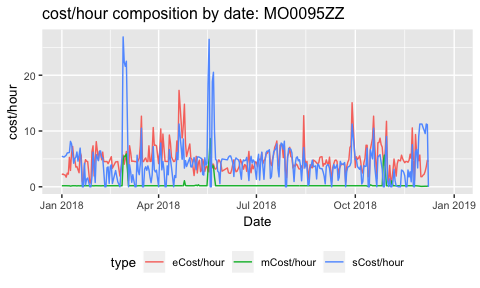 cost/hour composition by date: MO0095ZZ
cost/hour
20
10
0
Jan 2018 Apr 2018 Jul 2018 Oct 2018 Jan 2019
Date
type eCost/hour mCost/hour sCost/hour